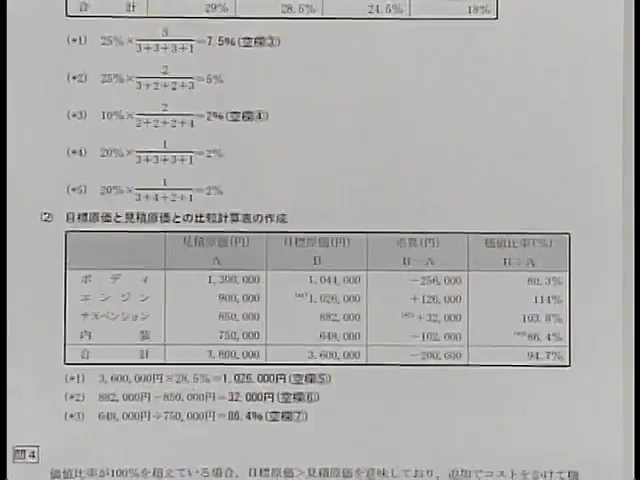 合 計 29% 28.5% 24.5% 18%
(*1) 25%×3/3+3+3+1=7.5%(空欄③)
(*2) 25%×2/3+2+2+3=5%
(*3) 10%×2/2+2+2+4=2%(空欄④)
(*4) 20%×1/3+3+3+1=2%
(*5) 20%×1/3+4+2+1=2%
(2) 目標原価と見積原価との比較計算表の作成
見積原価(円) 目標原価(円) 差異(円) 価値比率(%)
A B B－A B÷A
ボ デ ィ 1,300,000 1,044,000 －256,000 80.3%
エ ン ジ ン 900,000 (*1)1,026,000 +126,000 114%
サスペンション 850,000 882,000 (*2)+32,000 103.8%
内 装 750,000 648,000 －102,000 (*3)86.4%
合 計 3,800,000 3,600,000 －200,000 94.7%
(*1) 3,600,000円×28.5%=1,026,000円(空欄⑤)
(*2) 882,000円－850,000円=32,000円(空欄⑥)
(*3) 648,000円÷750,000円=86.4%(空欄⑦)
問4
価値比率が100%を超えている場合、目標原価>見積原価を意味しており、追加でコストをかけて機